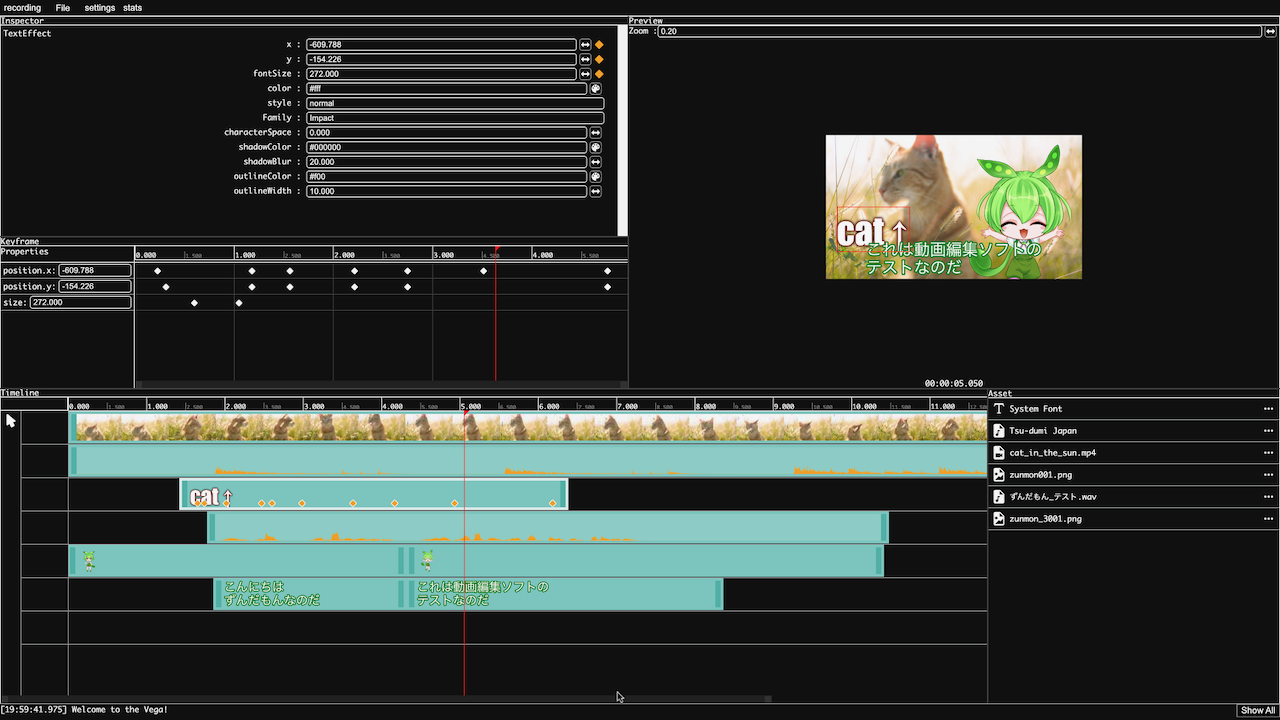 recording File settings stats
Inspector
TextEffect
x : -609.788
y : -154.226
fontSize : 272.000
color : #fff
style : normal
Family : Impact
characterSpace : 0.000
shadowColor : #000000
shadowBlur : 20.000
outlineColor : #f00
outlineWidth : 10.000
Preview
Zoom : 0.20
cat↑
これは動画編集ソフトの
テストなのだ
00:00:05.050
Keyframe
Properties
0.000 1.500 1.000 2.500 2.000 3.500 3.000 4.500 4.000 5.500
position.x: -609.788
position.y: -154.226
size: 272.000
Timeline
0.000 1.500 1.000 2.500 2.000 3.500 3.000 4.500 4.000 5.500 5.000 6.500 6.000 7.500 7.000 8.500 8.000 9.500 9.000 10.500 10.000 11.500 11.000 12.50
cat↑
こんにちは
ずんだもんなのだ
これは動画編集ソフトの
テストなのだ
Asset
System Font
Tsu-dumi Japan
cat_in_the_sun.mp4
zunmon001.png
ずんだもん_テスト.wav
zunmon_3001.png
[19:59:41.975] Welcome to the Vega!
Show All